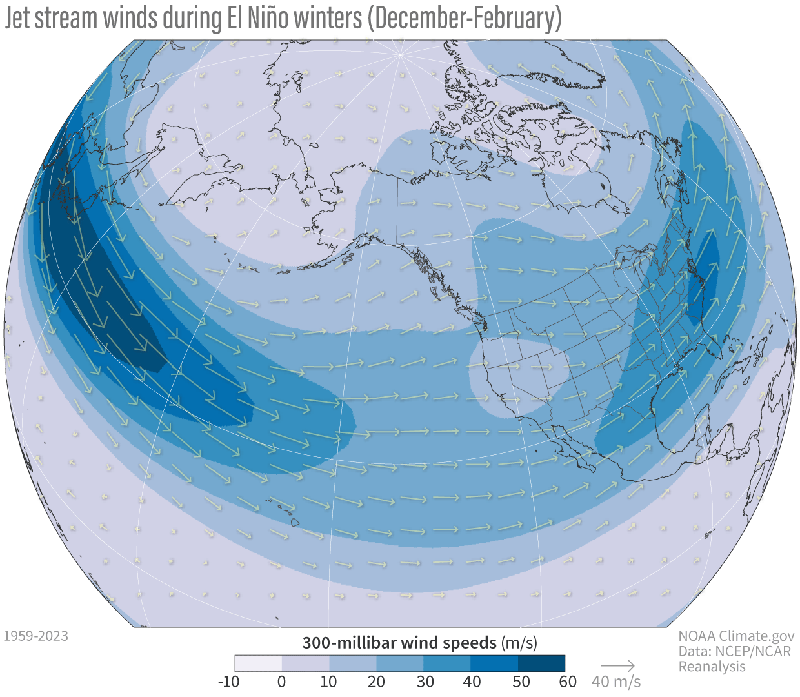 Jet stream winds during El Niño winters (December-February)
1959-2023
300-millibar wind speeds (m/s)
-10 0 10 20 30 40 50 60
40 m/s
NOAA Climate.gov
Data: NCEP/NCAR
Reanalysis